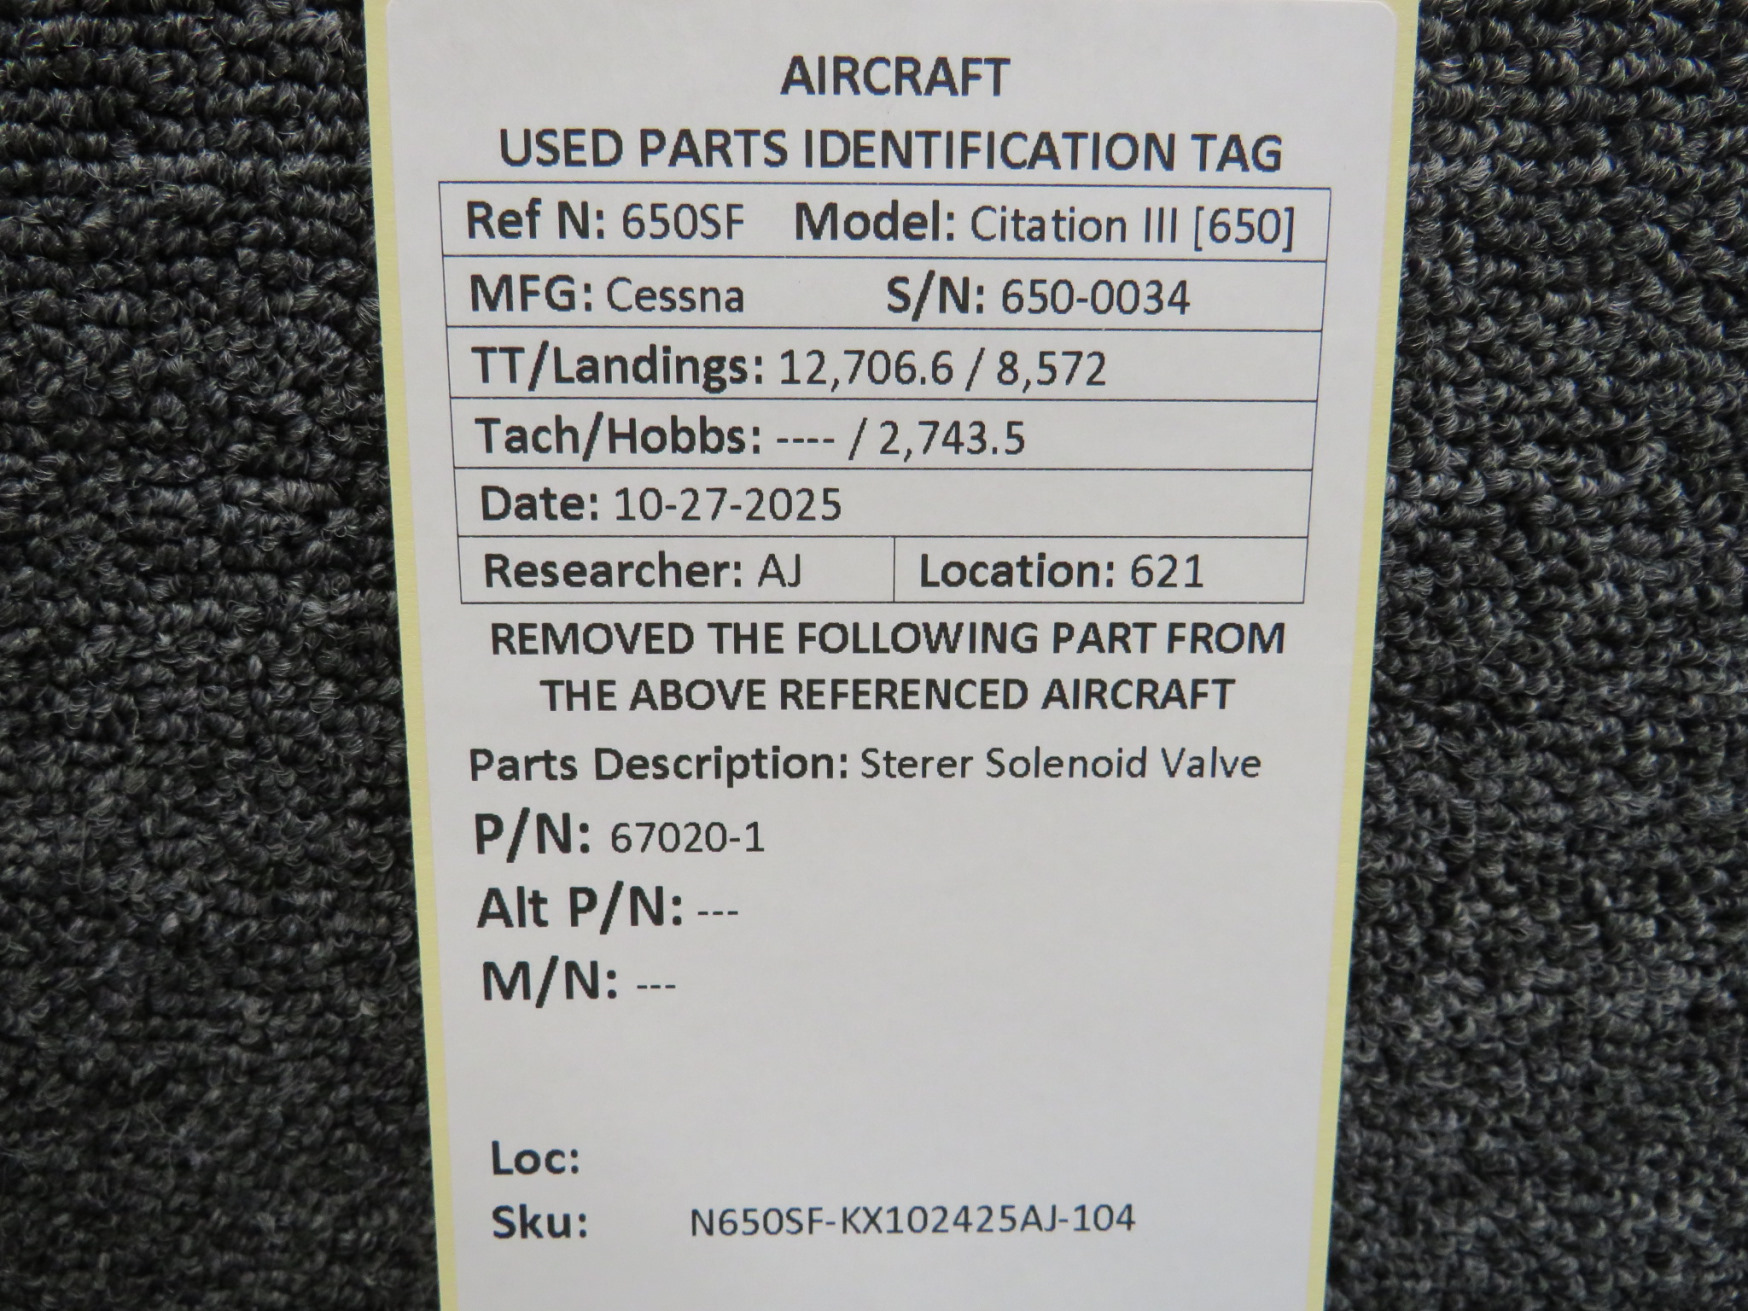 AIRCRAFT
USED PARTS IDENTIFICATION TAG
Ref N: 650SF Model: Citation III [650]
MFG: Cessna S/N: 650-0034
TT/Landings: 12,706.6 / 8,572
Tach/Hobbs: ---- / 2,743.5
Date: 10-27-2025
Researcher: AJ Location: 621
REMOVED THE FOLLOWING PART FROM
THE ABOVE REFERENCED AIRCRAFT
Parts Description: Sterer Solenoid Valve
P/N: 67020-1
Alt P/N: ---
M/N: ---
Loc:
Sku: N650SF-KX102425AJ-104